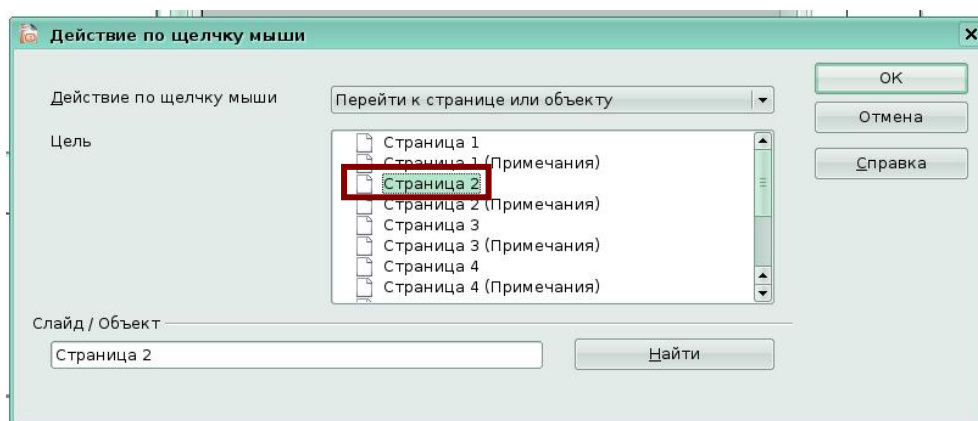 Действие по щелчку мыши
Действие по щелчку мыши
Перейти к странице или объекту
ОК
Отмена
Справка
Цель
Страница 1
Страница 1 (Примечания)
Страница 2
Страница 2 (Примечания)
Страница 3
Страница 3 (Примечания)
Страница 4
Страница 4 (Примечания)
Слайд / Объект
Страница 2
Найти